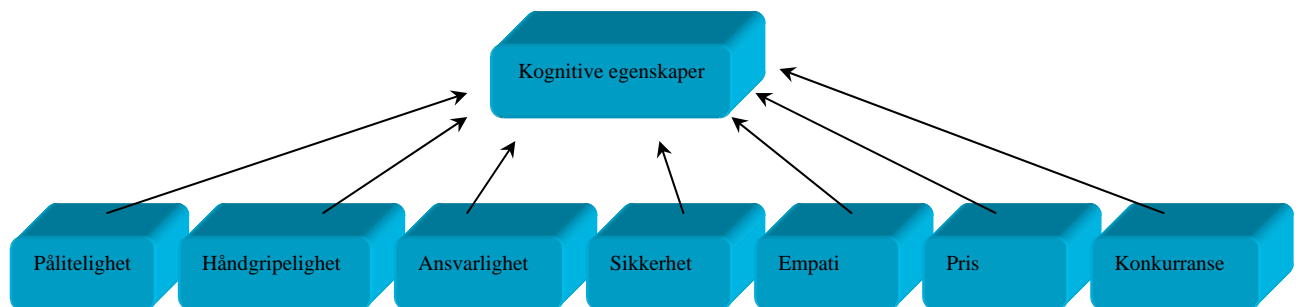 Kognitive egenskaper
Pålitelighet
Håndgripelighet
Ansvarlighet
Sikkerhet
Empati
Pris
Konkurranse